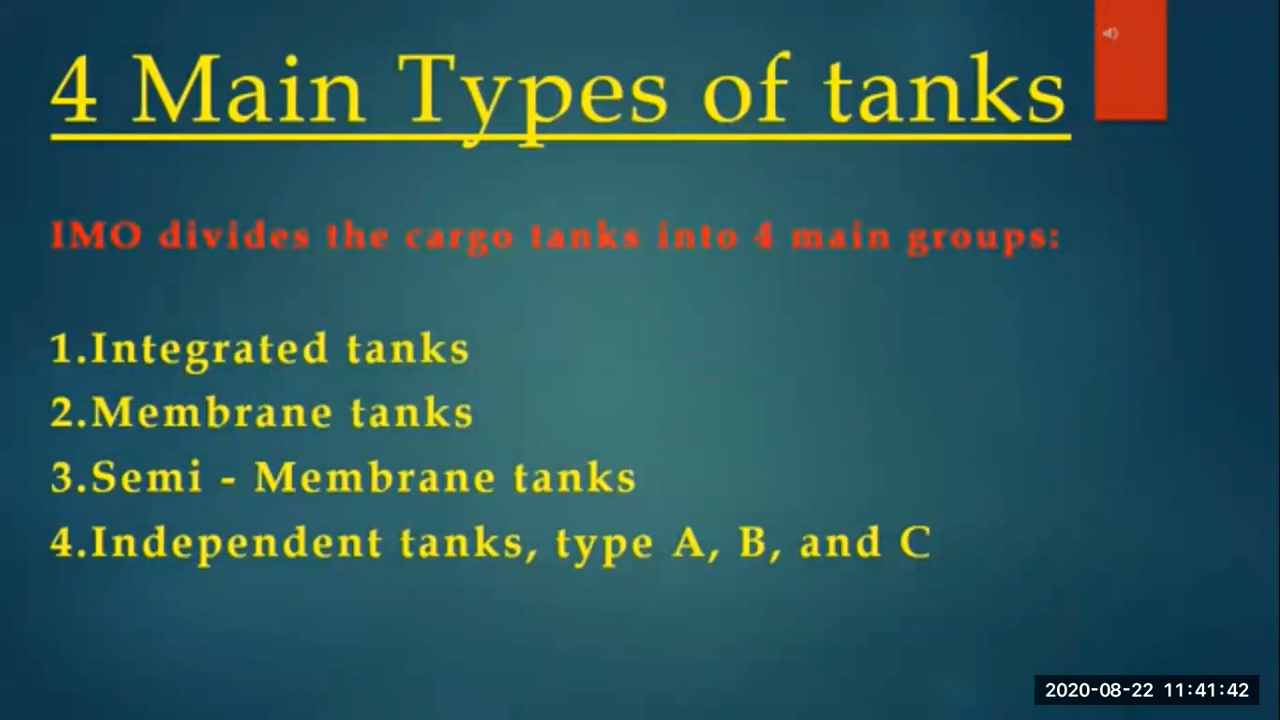 4 Main Types of tanks
IMO divides the cargo tanks into 4 main groups:
1.Integrated tanks
2.Membrane tanks
3.Semi - Membrane tanks
4.Independent tanks, type A, B, and C
2020-08-22 11:41:42